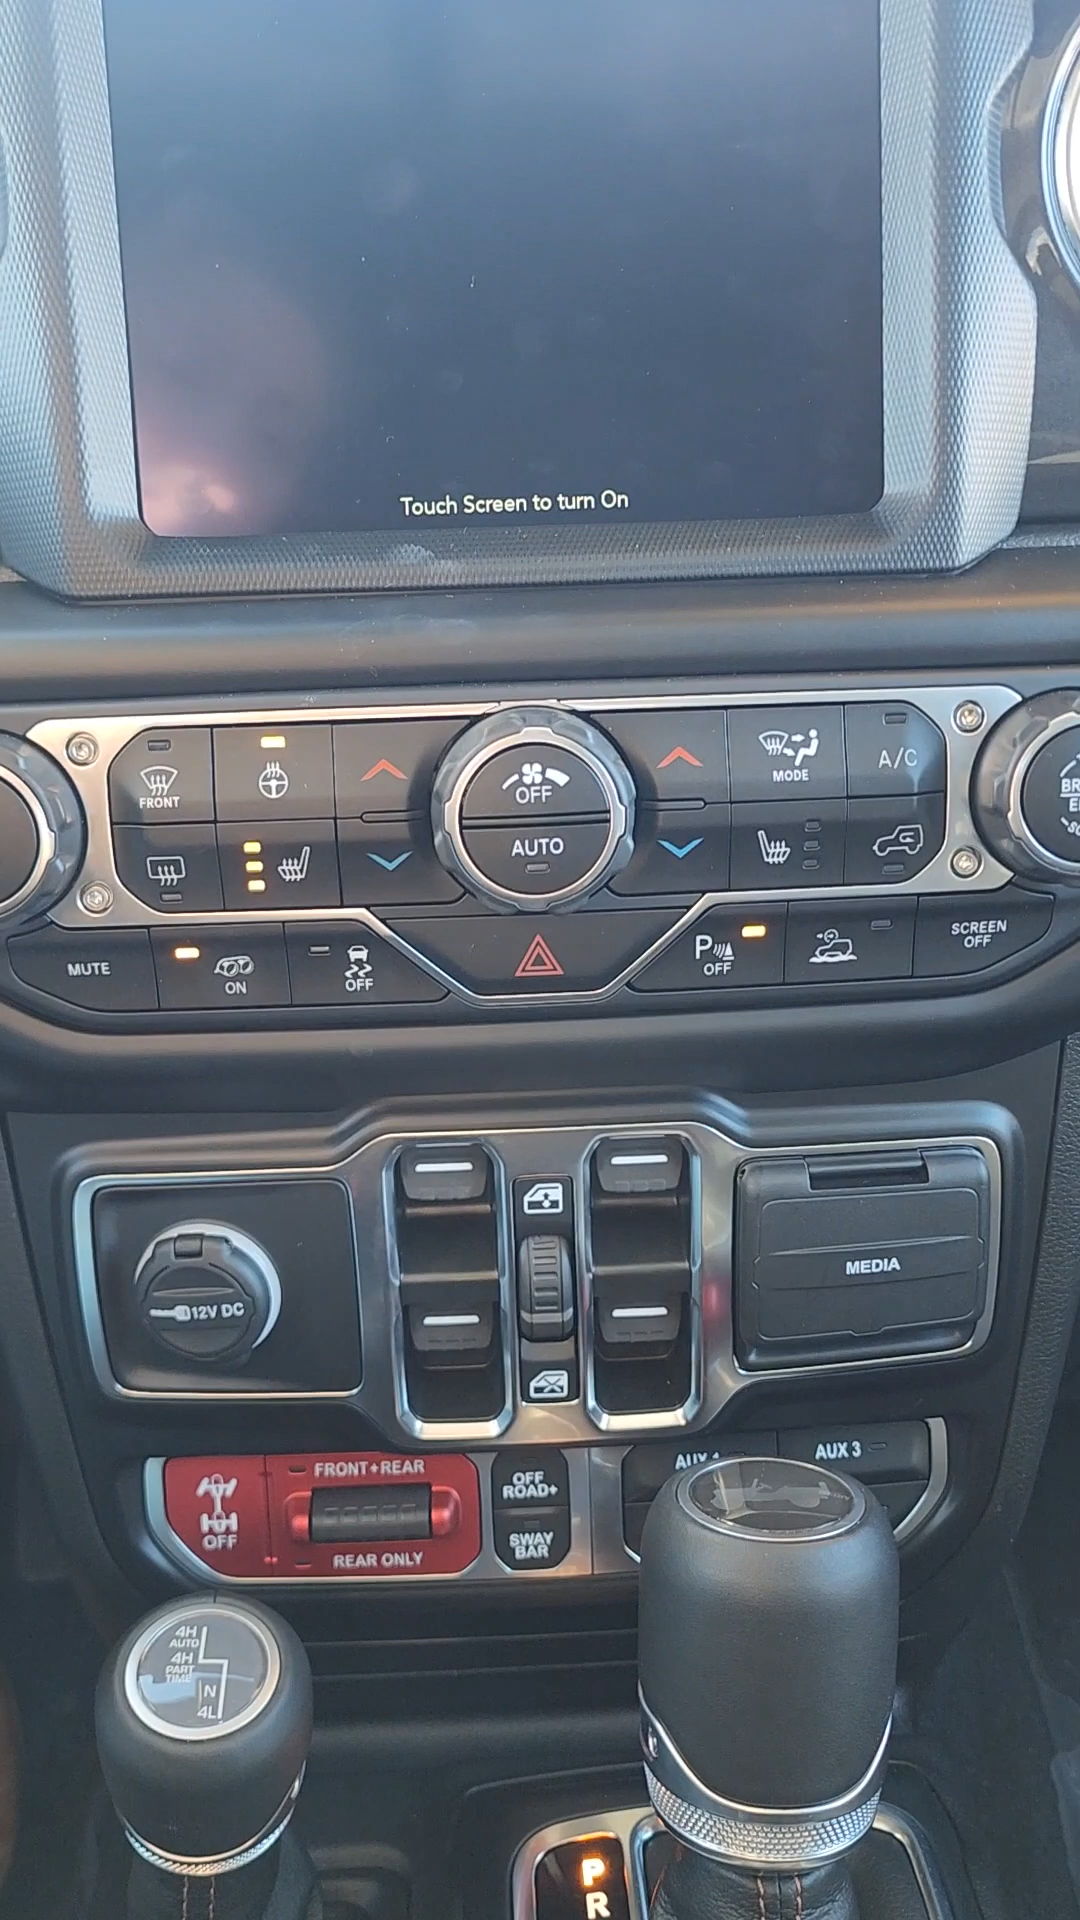 Touch Screen to turn On
FRONT
OFF
AUTO
MODE
A/C
MUTE
ON
OFF
P
OFF
SCREEN
OFF
12V DC
MEDIA
OFF
FRONT+REAR
REAR ONLY
OFF
ROAD+
SWAY
BAR
AUX
AUX 3
4H
AUTO
4H
PART
TIME
N
4L
P
R